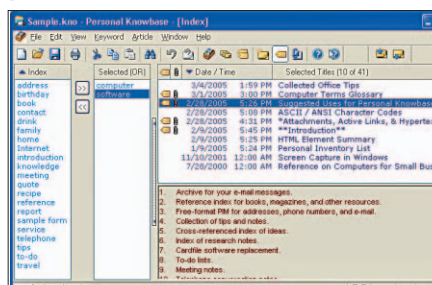 Sample.kno - Personal Knowbase - [Index]
File Edit View Keyword Article Window Help
Index
address
birthday
book
contact
drink
family
home
Internet
introduction
knowledge
meeting
quote
recipe
reference
report
sample form
service
telephone
tips
to-do
travel
>>
<<
Selected (OR)
computer
software
Date / Time Selected Titles (10 of 41)
3/4/2005 1:59 PM Collected Office Tips
3/1/2005 3:00 PM Computer Terms Glossary
2/28/2005 5:26 PM Suggested Uses for Personal Knowbase
2/28/2005 5:08 PM ASCII / ANSI Character Codes
2/28/2005 4:31 PM *Attachments, Active Links, & Hyperte
2/9/2005 5:45 PM **Introduction**
2/9/2005 5:25 PM HTML Element Summary
1/9/2005 5:24 PM Personal Inventory List
11/10/2001 12:00 AM Screen Capture in Windows
7/28/2000 12:00 AM Reference on Computers for Small Bus
1. Archive for your e-mail messages.
2. Reference index for books, magazines, and other resources.
3. Free-format PIM for addresses, phone numbers, and e-mail.
4. Collection of tips and notes.
5. Cross-referenced index of ideas.
6. Index of research notes.
7. Cardfile software replacement.
8. To-do lists.
9. Meeting notes.
10. Telephone conversation notes.